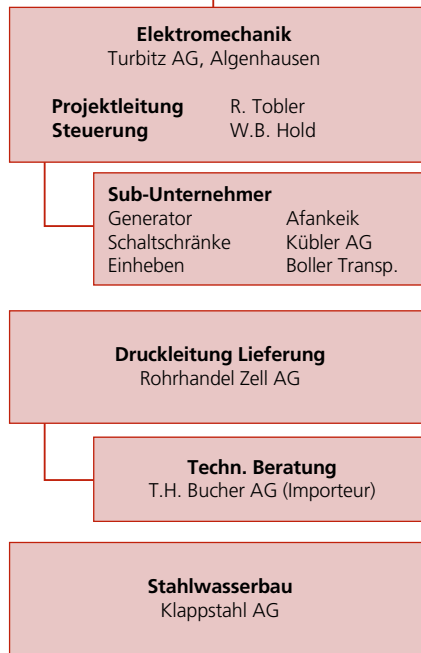 Elektromechanik
Turbitz AG, Algenhausen
Projektleitung R. Tobler
Steuerung W.B. Hold
Sub-Unternehmer
Generator Afankeik
Schaltschränke Kübler AG
Einheben Boller Transp.
Druckleitung Lieferung
Rohrhandel Zell AG
Techn. Beratung
T.H. Bucher AG (Importeur)
Stahlwasserbau
Klappstahl AG